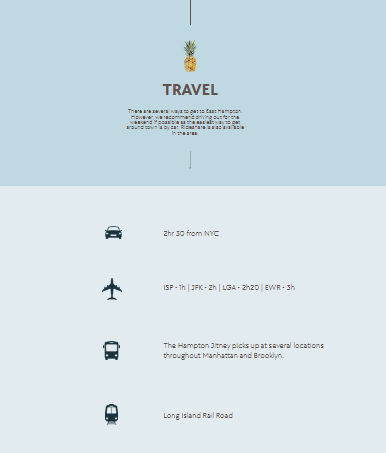 TRAVEL
There are several ways to get to East Hampton.
However, we recommend driving out for the
weekend if possible as the easiest way to get
around town is by car. Rideshare is also available
in the area.
2hr 30 from NYC
ISP - 1h | JFK - 2h | LGA - 2h20 | EWR - 3h
The Hampton Jitney picks up at several locations
throughout Manhattan and Brooklyn.
Long Island Rail Road